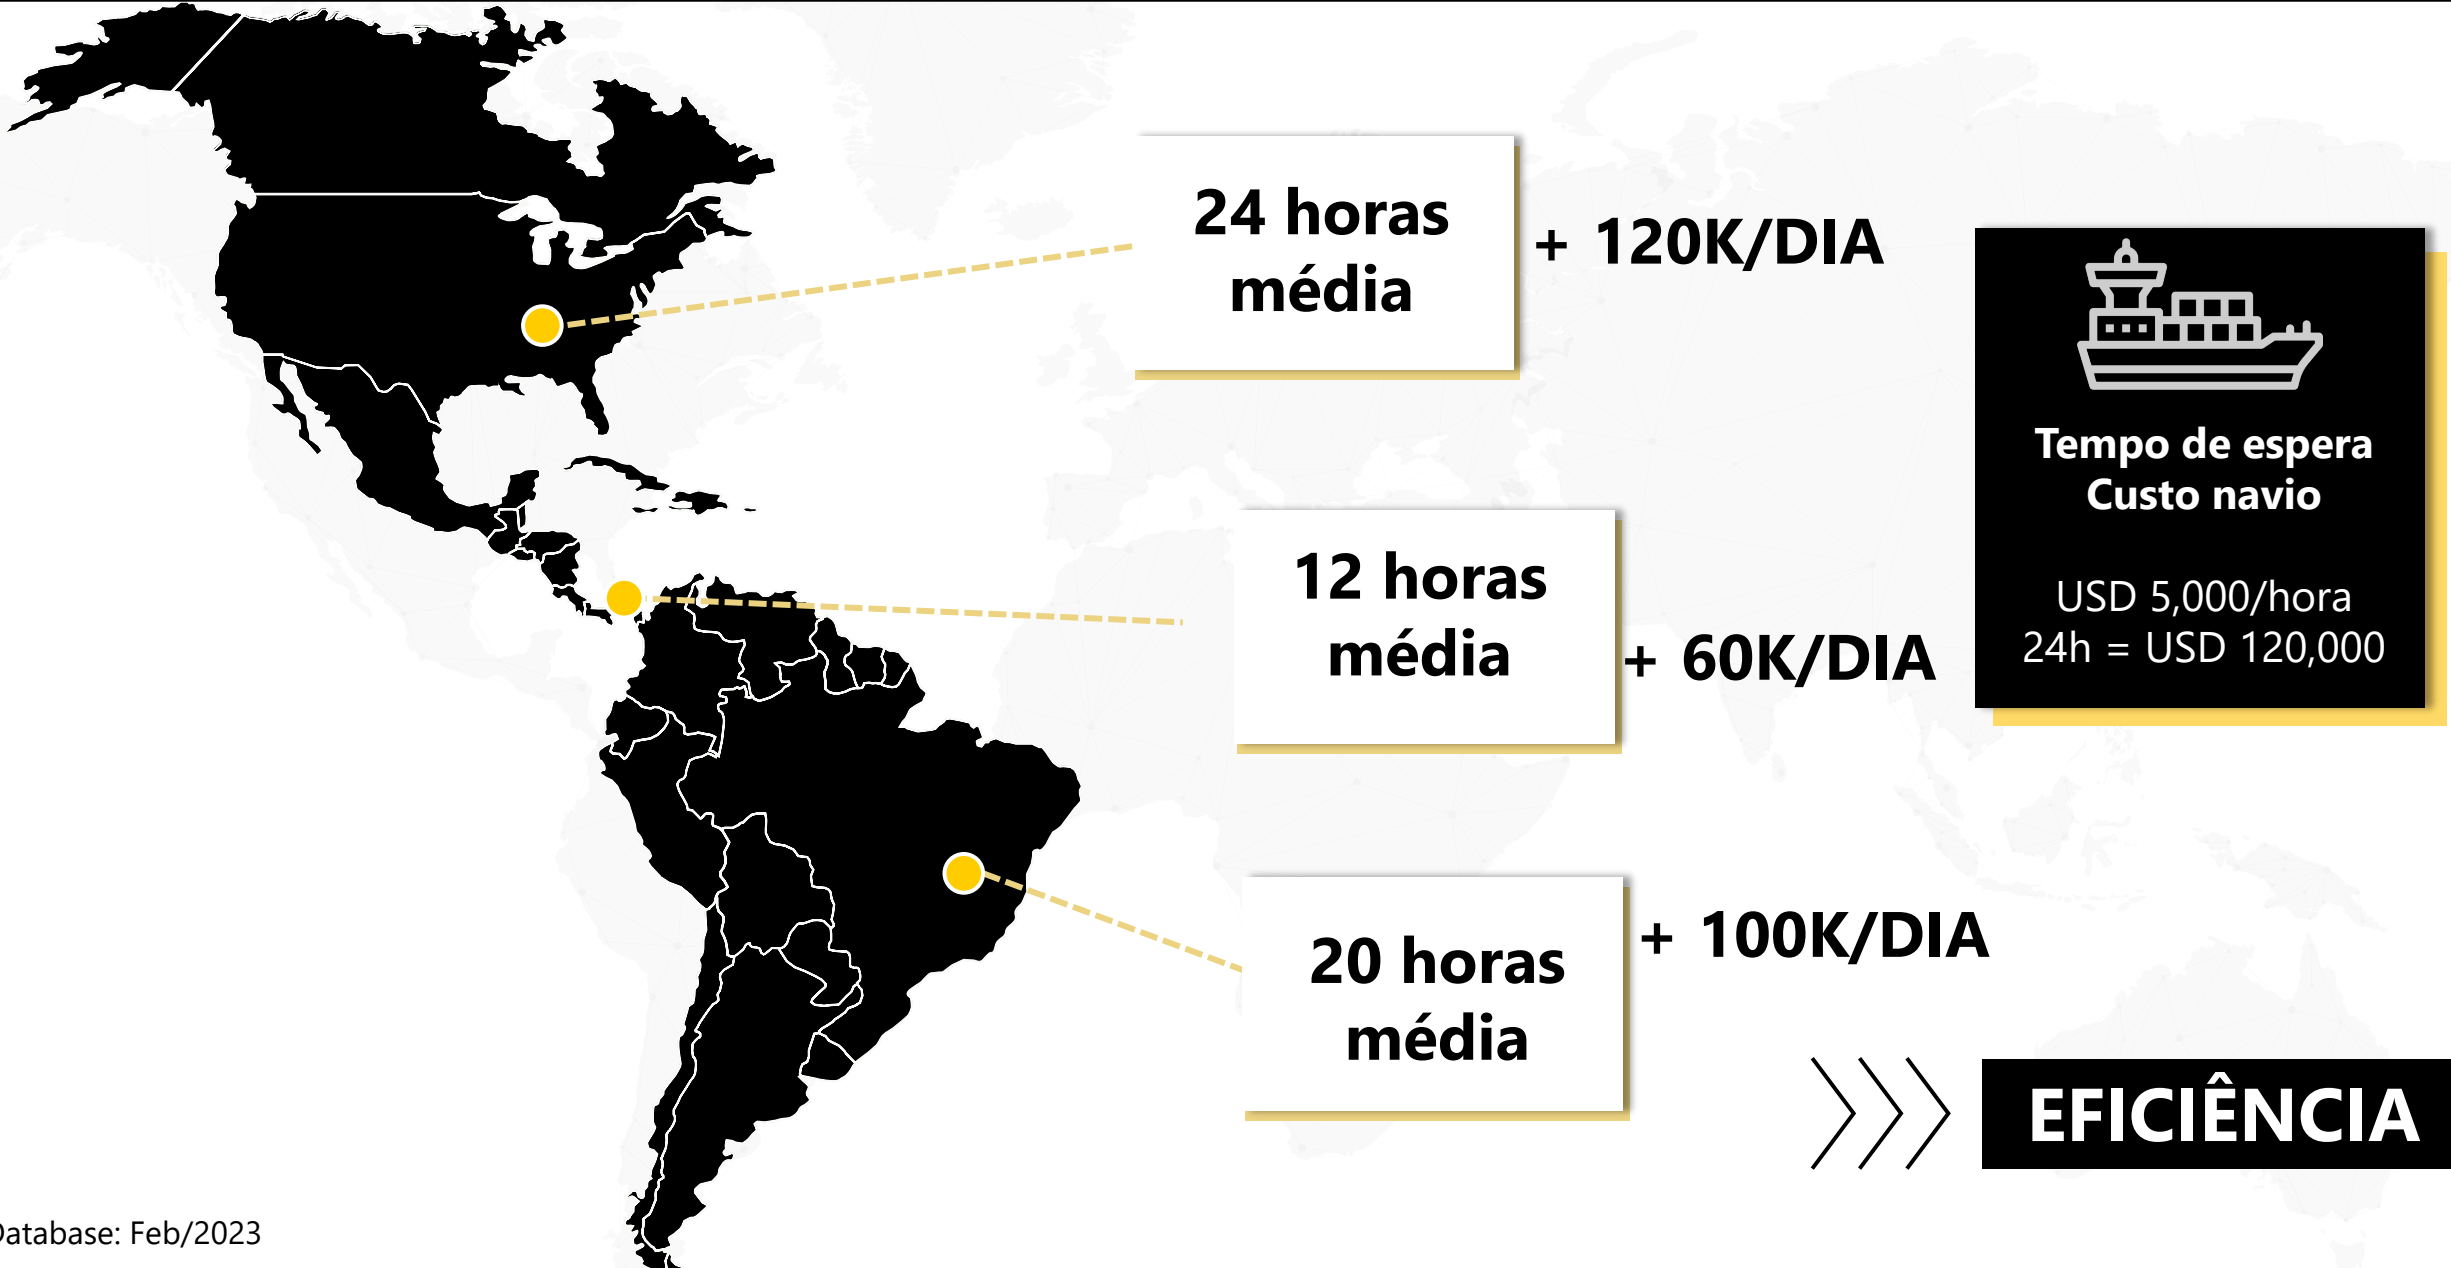 24 horas
média
+ 120K/DIA
12 horas
média
+ 60K/DIA
20 horas
média
+ 100K/DIA
Tempo de espera
Custo navio
USD 5,000/hora
24h = USD 120,000
EFICIÊNCIA
Database: Feb/2023